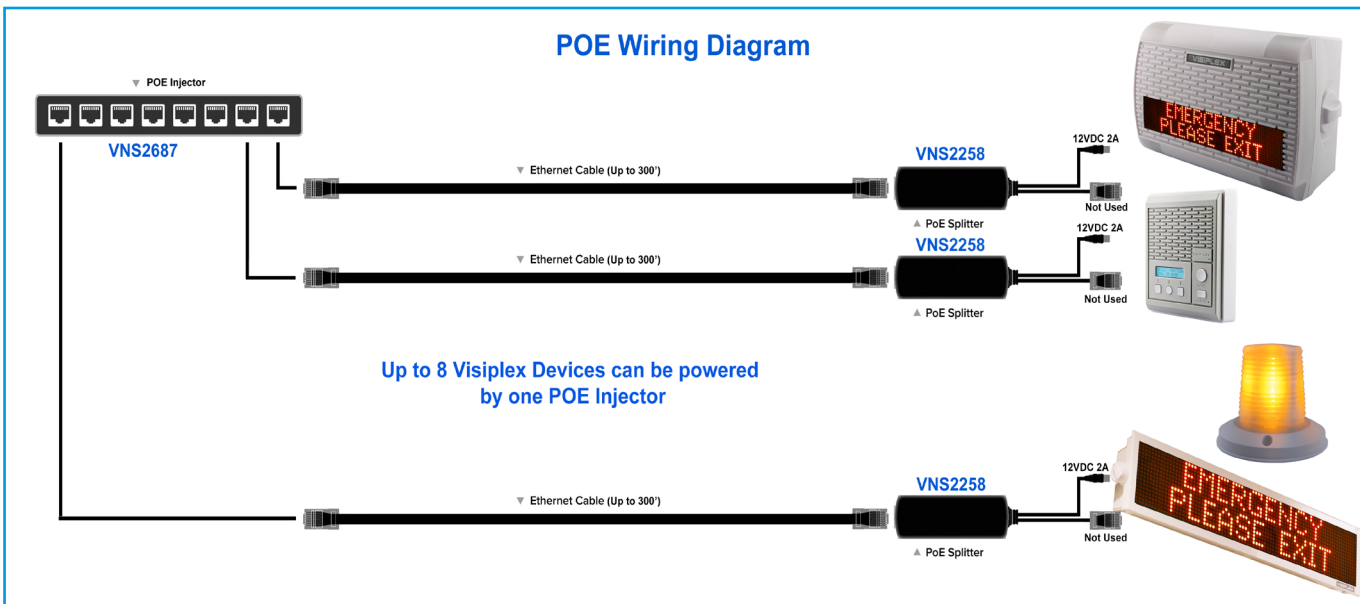 POE Wiring Diagram
▼ POE Injector
VNS2687
VISIPLEX
EMERGENCY
PLEASE EXIT
12VDC 2A
VNS2258
▼ Ethernet Cable (Up to 300')
Not Used
▲ PoE Splitter
12VDC 2A
VNS2258
▼ Ethernet Cable (Up to 300')
Not Used
▲ PoE Splitter
Up to 8 Visiplex Devices can be powered
by one POE Injector
12VDC 2A
VNS2258
▼ Ethernet Cable (Up to 300')
Not Used
▲ PoE Splitter
EMERGENCY
PLEASE EXIT